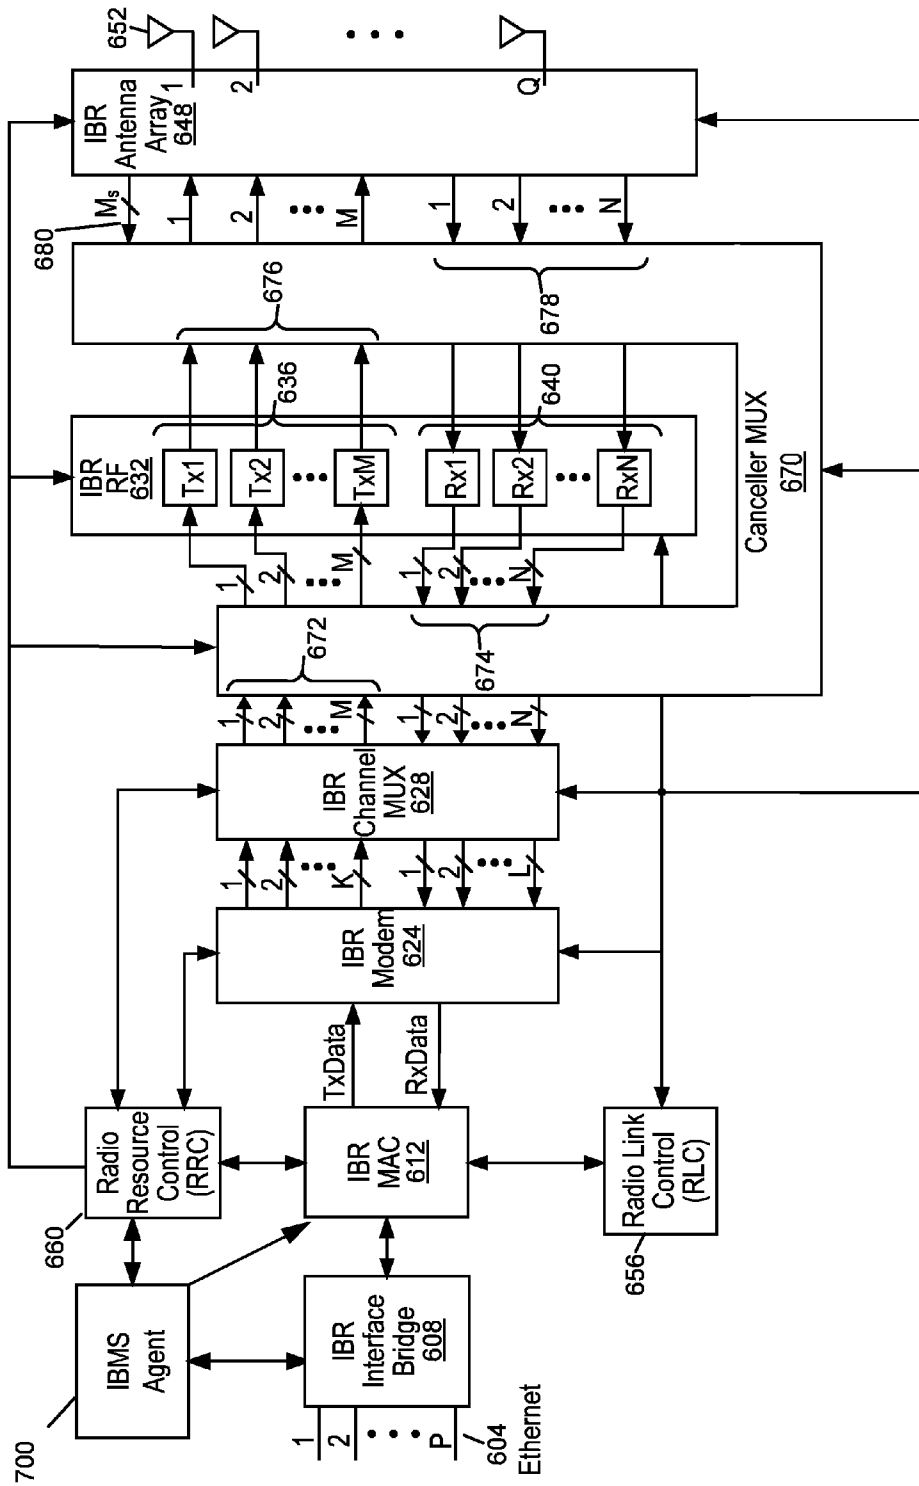 700
IBMS
Agent
660
Radio
Resource
Control
(RRC)
1
2
P
604
Ethernet
IBR
Interface
Bridge
608
IBR
MAC
612
656
Radio Link
Control
(RLC)
TxData
RxData
IBR
Modem
624
1
2
K
1
2
L
IBR
Channel
MUX
628
1
2
M
1
2
N
672
674
1
2
M
1
2
N
IBR
RF
632
Tx1
Tx2
TxM
636
Rx1
Rx2
RxN
640
676
678
Canceller MUX
670
680
Ms
1
2
M
1
2
N
IBR
Antenna
Array
648
1
2
Q
652